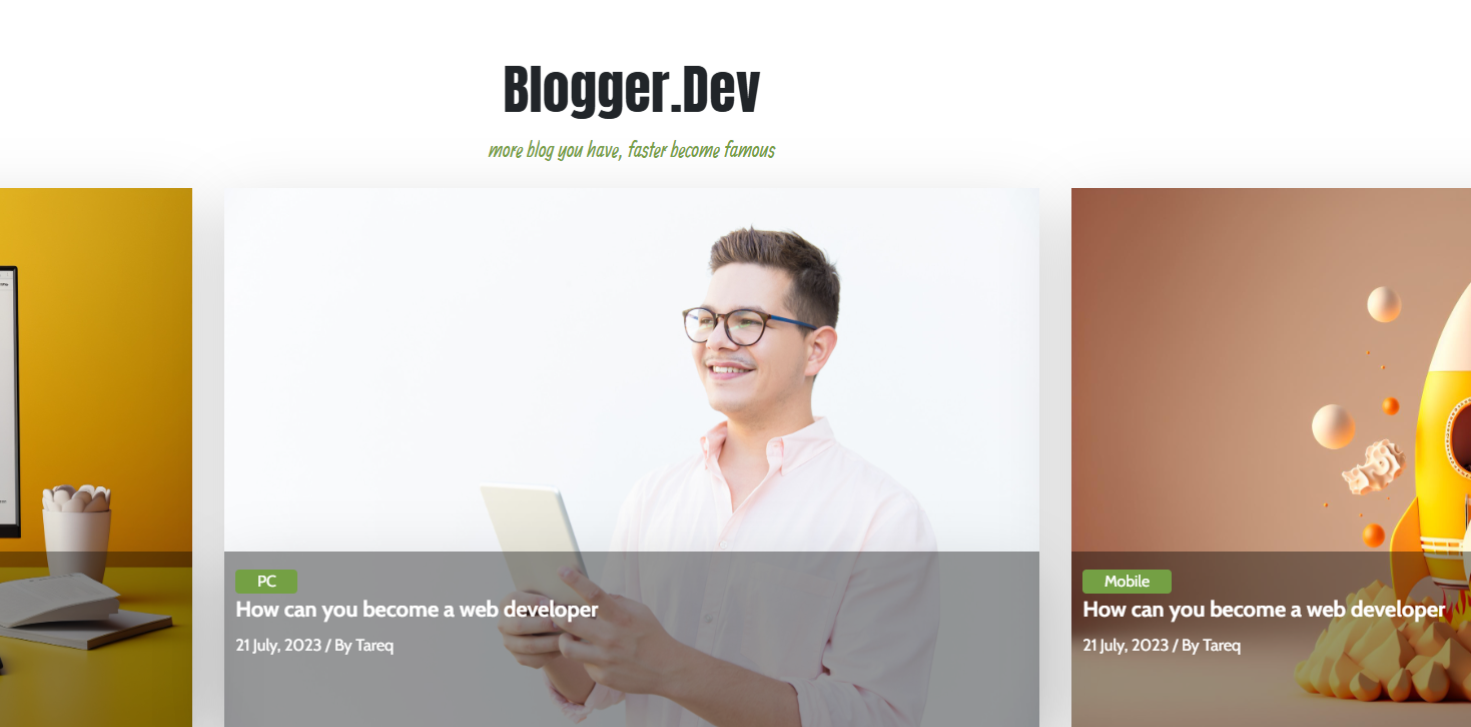 Blogger.Dev
more blog you have, faster become famous
PC
How can you become a web developer
21 July, 2023 / By Tareq
Mobile
How can you become a web developer
21 July, 2023 / By Tareq